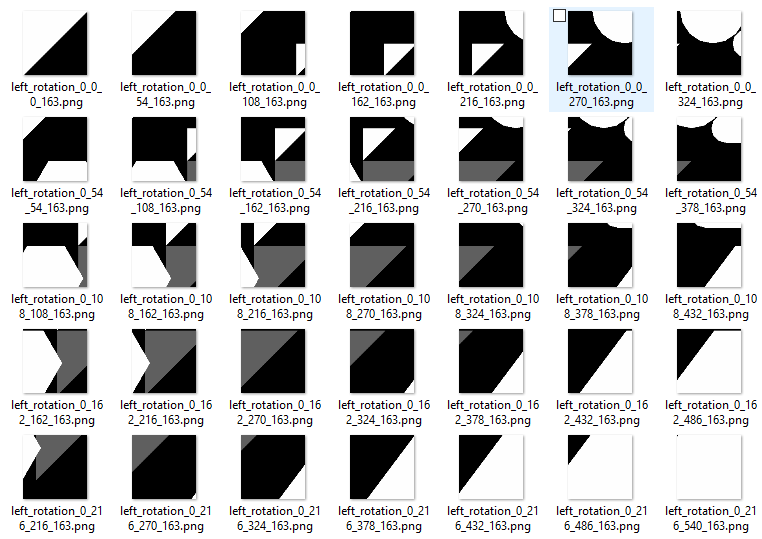 left_rotation_0_0_ left_rotation_0_0_ left_rotation_0_0_ left_rotation_0_0_ left_rotation_0_0_ left_rotation_0_0_ left_rotation_0_0_
0_163.png 54_163.png 108_163.png 162_163.png 216_163.png 270_163.png 324_163.png
left_rotation_0_54 left_rotation_0_54 left_rotation_0_54 left_rotation_0_54 left_rotation_0_54 left_rotation_0_54 left_rotation_0_54
_54_163.png _108_163.png _162_163.png _216_163.png _270_163.png _324_163.png _378_163.png
left_rotation_0_10 left_rotation_0_10 left_rotation_0_10 left_rotation_0_10 left_rotation_0_10 left_rotation_0_10 left_rotation_0_10
8_108_163.png 8_162_163.png 8_216_163.png 8_270_163.png 8_324_163.png 8_378_163.png 8_432_163.png
left_rotation_0_16 left_rotation_0_16 left_rotation_0_16 left_rotation_0_16 left_rotation_0_16 left_rotation_0_16 left_rotation_0_16
2_162_163.png 2_216_163.png 2_270_163.png 2_324_163.png 2_378_163.png 2_432_163.png 2_486_163.png
left_rotation_0_21 left_rotation_0_21 left_rotation_0_21 left_rotation_0_21 left_rotation_0_21 left_rotation_0_21 left_rotation_0_21
6_216_163.png 6_270_163.png 6_324_163.png 6_378_163.png 6_432_163.png 6_486_163.png 6_540_163.png